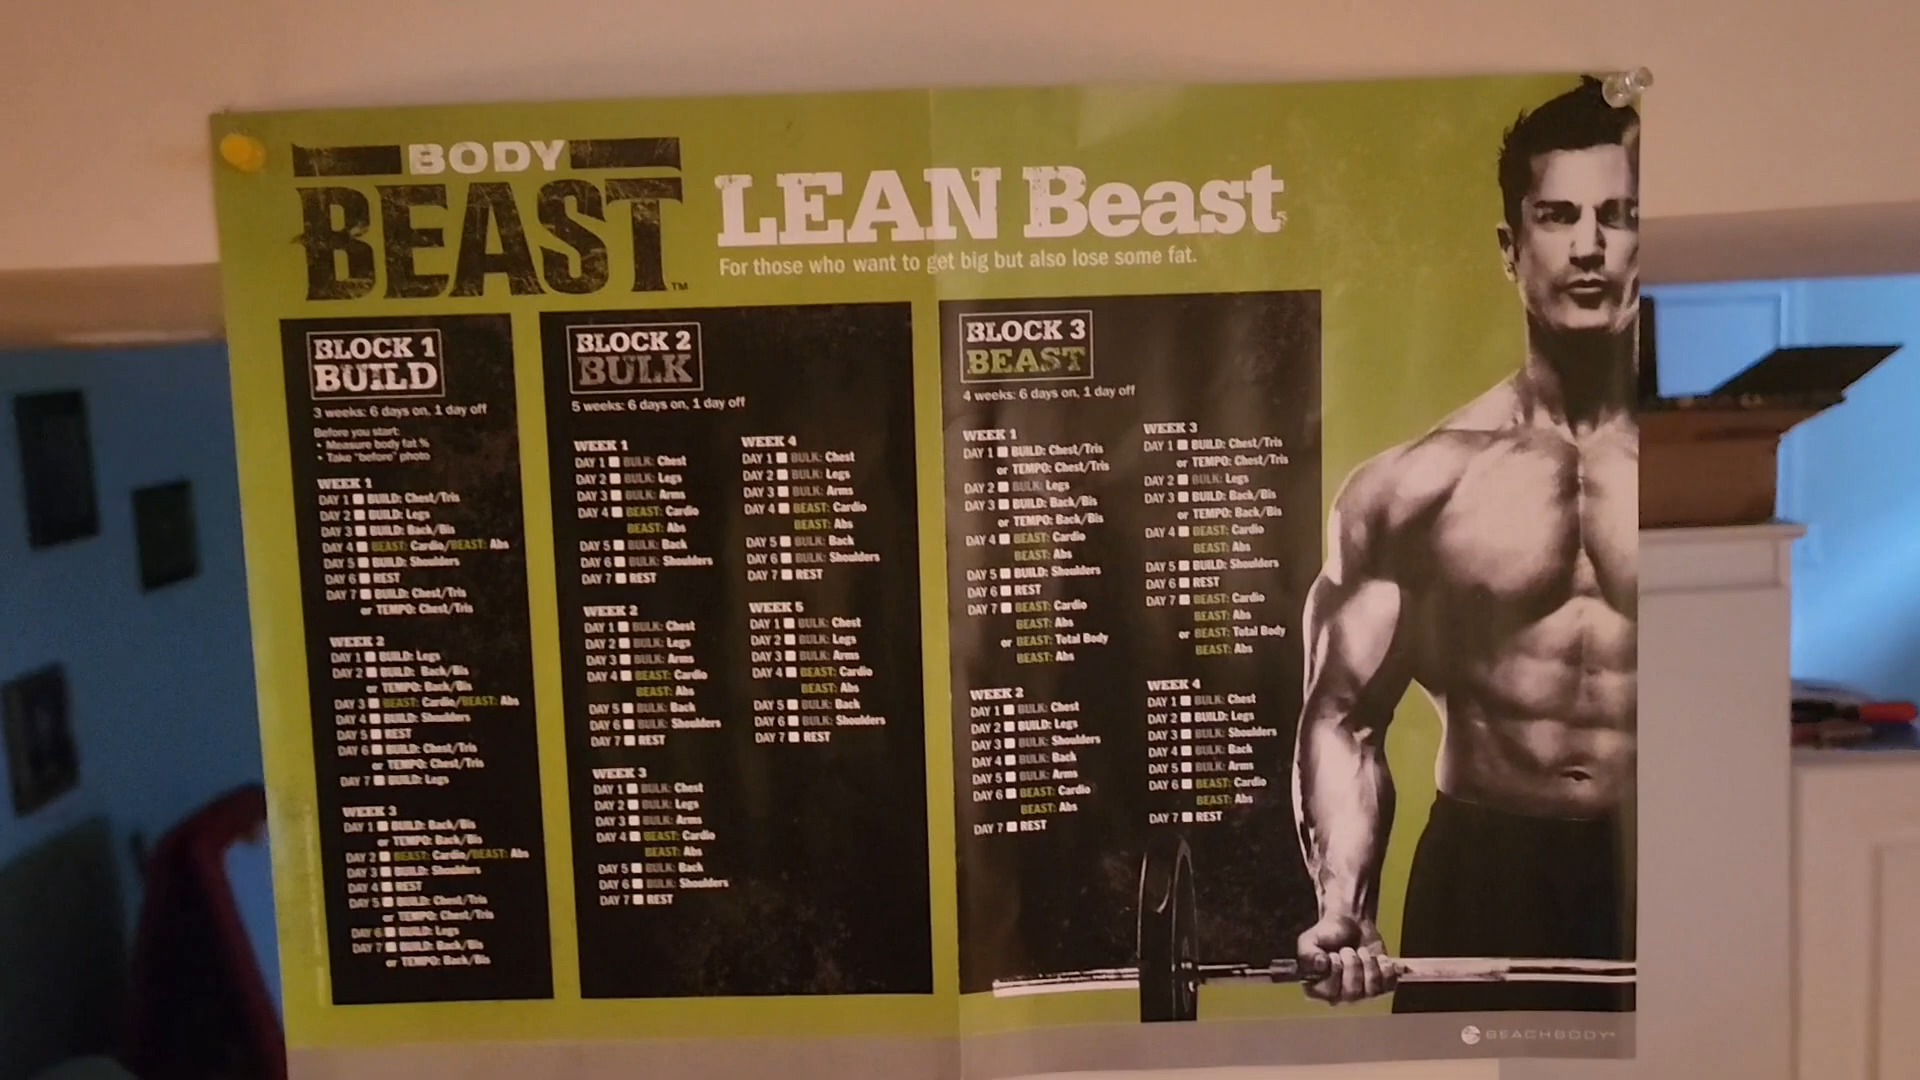 BODY
BEAST™
LEAN Beast
For those who want to get big but also lose some fat.
BLOCK 1
BUILD
3 weeks: 6 days on, 1 day off
Before you start:
• Measure body fat %
• Take "before" photo
WEEK 1
DAY 1 BUILD: Chest/Tris
DAY 2 BUILD: Legs
DAY 3 BUILD: Back/Bis
DAY 4 BEAST: Cardio/BEAST: Abs
DAY 5 BUILD: Shoulders
DAY 6 REST
DAY 7 BUILD: Chest/Tris
or TEMPO: Chest/Tris
WEEK 2
DAY 1 BUILD: Legs
DAY 2 BUILD: Back/Bis
or TEMPO: Back/Bis
DAY 3 BEAST: Cardio/BEAST: Abs
DAY 4 BUILD: Shoulders
DAY 5 REST
DAY 6 BUILD: Chest/Tris
or TEMPO: Chest/Tris
DAY 7 BUILD: Legs
WEEK 3
DAY 1 BUILD: Back/Bis
or TEMPO: Back/Bis
DAY 2 BEAST: Cardio/BEAST: Abs
DAY 3 BUILD: Shoulders
DAY 4 REST
DAY 5 BUILD: Chest/Tris
or TEMPO: Chest/Tris
DAY 6 BUILD: Legs
DAY 7 BUILD: Back/Bis
or TEMPO: Back/Bis
BLOCK 2
BULK
5 weeks: 6 days on, 1 day off
WEEK 1
DAY 1 BULK: Chest
DAY 2 BULK: Legs
DAY 3 BULK: Arms
DAY 4 BEAST: Cardio
BEAST: Abs
DAY 5 BULK: Back
DAY 6 BULK: Shoulders
DAY 7 REST
WEEK 2
DAY 1 BULK: Chest
DAY 2 BULK: Legs
DAY 3 BULK: Arms
DAY 4 BEAST: Cardio
BEAST: Abs
DAY 5 BULK: Back
DAY 6 BULK: Shoulders
DAY 7 REST
WEEK 3
DAY 1 BULK: Chest
DAY 2 BULK: Legs
DAY 3 BULK: Arms
DAY 4 BEAST: Cardio
BEAST: Abs
DAY 5 BULK: Back
DAY 6 BULK: Shoulders
DAY 7 REST
WEEK 4
DAY 1 BULK: Chest
DAY 2 BULK: Legs
DAY 3 BULK: Arms
DAY 4 BEAST: Cardio
BEAST: Abs
DAY 5 BULK: Back
DAY 6 BULK: Shoulders
DAY 7 REST
WEEK 5
DAY 1 BULK: Chest
DAY 2 BULK: Legs
DAY 3 BULK: Arms
DAY 4 BEAST: Cardio
BEAST: Abs
DAY 5 BULK: Back
DAY 6 BULK: Shoulders
DAY 7 REST
BLOCK 3
BEAST
4 weeks: 6 days on, 1 day off
WEEK 1
DAY 1 BUILD: Chest/Tris
or TEMPO: Chest/Tris
DAY 2 BULK: Legs
DAY 3 BUILD: Back/Bis
or TEMPO: Back/Bis
DAY 4 BEAST: Cardio
BEAST: Abs
DAY 5 BUILD: Shoulders
DAY 6 REST
DAY 7 BEAST: Cardio
BEAST: Abs
or BEAST: Total Body
BEAST: Abs
WEEK 2
DAY 1 BULK: Chest
DAY 2 BUILD: Legs
DAY 3 BULK: Shoulders
DAY 4 BULK: Back
DAY 5 BULK: Arms
DAY 6 BEAST: Cardio
BEAST: Abs
DAY 7 REST
WEEK 3
DAY 1 BUILD: Chest/Tris
or TEMPO: Chest/Tris
DAY 2 BULK: Legs
DAY 3 BUILD: Back/Bis
or TEMPO: Back/Bis
DAY 4 BEAST: Cardio
BEAST: Abs
DAY 5 BUILD: Shoulders
DAY 6 REST
DAY 7 BEAST: Cardio
BEAST: Abs
or BEAST: Total Body
BEAST: Abs
WEEK 4
DAY 1 BULK: Chest
DAY 2 BUILD: Legs
DAY 3 BULK: Shoulders
DAY 4 BULK: Back
DAY 5 BULK: Arms
DAY 6 BEAST: Cardio
BEAST: Abs
DAY 7 REST
BEACHBODY®